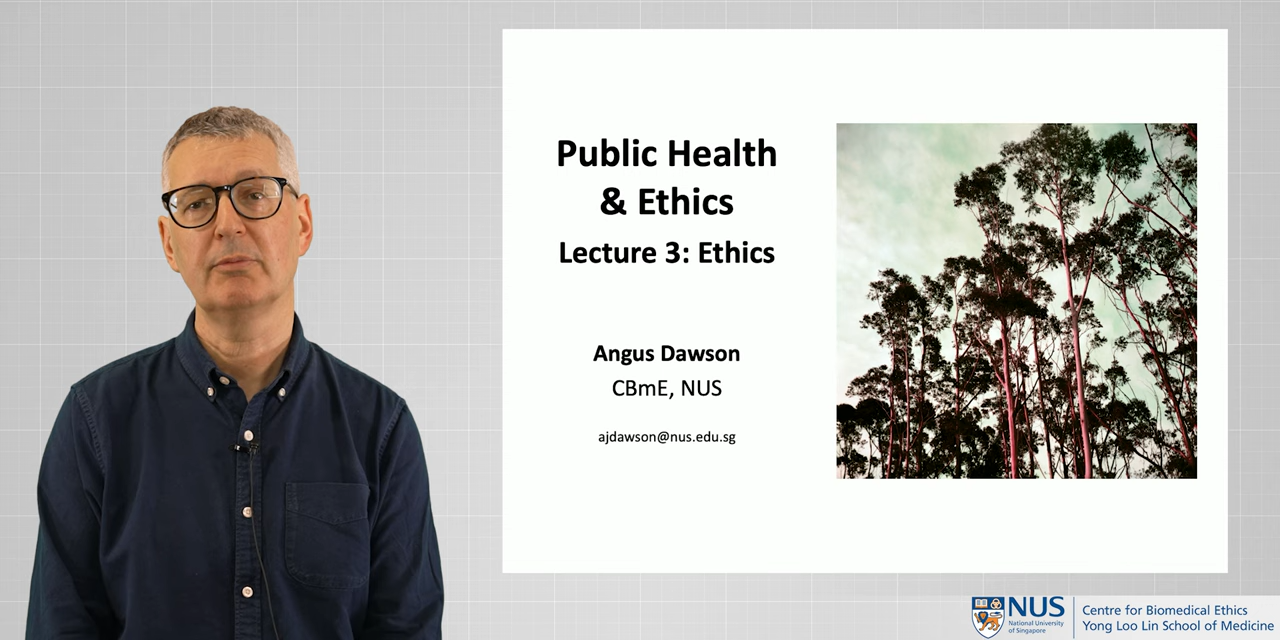 Public Health
& Ethics
Lecture 3: Ethics
Angus Dawson
CBmE, NUS
ajdawson@nus.edu.sg
NUS
National University
of Singapore
Centre for Biomedical Ethics
Yong Loo Lin School of Medicine